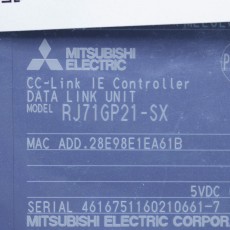 MITSUBISHI
ELECTRIC
CC-Link IE Controller
DATA LINK UNIT
MODEL RJ71GP21-SX
MAC ADD.28E98E1EA61B
5VDC
SERIAL 4616751160210661-7
MITSUBISHI ELECTRIC CORPOR